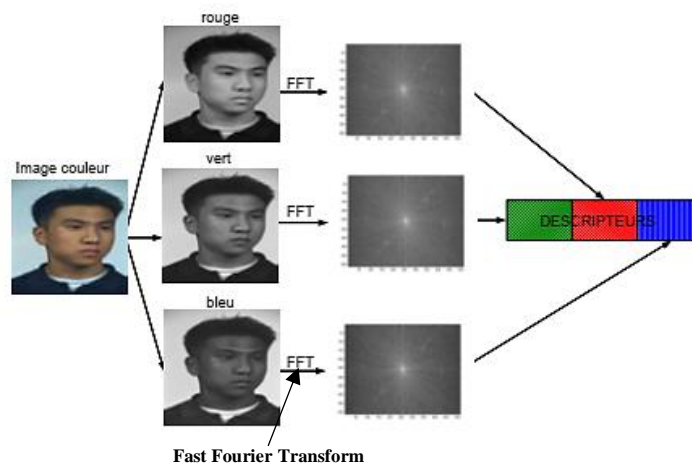 rouge
FFT
Image couleur
vert
FFT
DESCRIPTEURS
bleu
FFT
Fast Fourier Transform